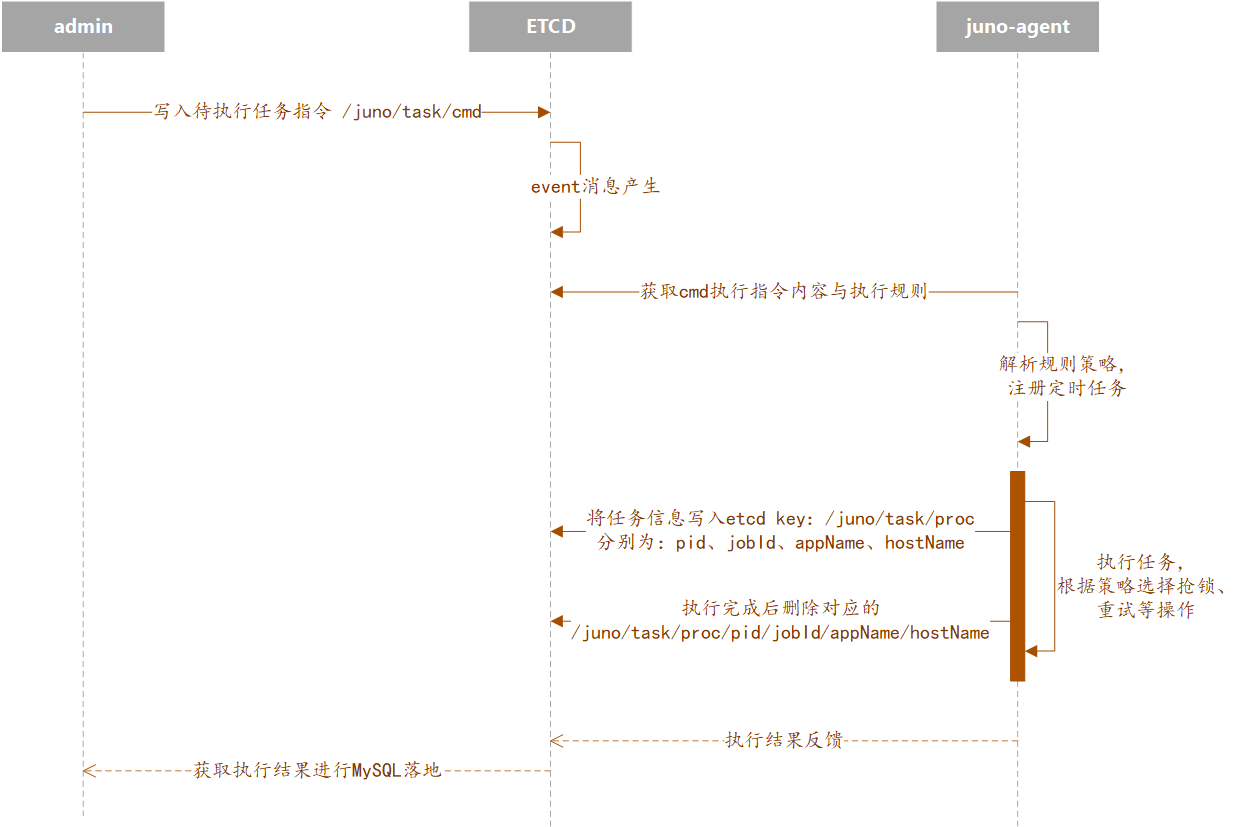 admin
ETCD
juno-agent
写入待执行任务指令 /juno/task/cmd
event消息产生
获取cmd执行指令内容与执行规则
解析规则策略，
注册定时任务
将任务信息写入etcd key: /juno/task/proc
分别为: pid、jobId、appName、hostName
执行任务，
根据策略选择抢锁、
重试等操作
执行完成后删除对应的
/juno/task/proc/pid/jobId/appName/hostName
执行结果反馈
获取执行结果进行MySQL落地